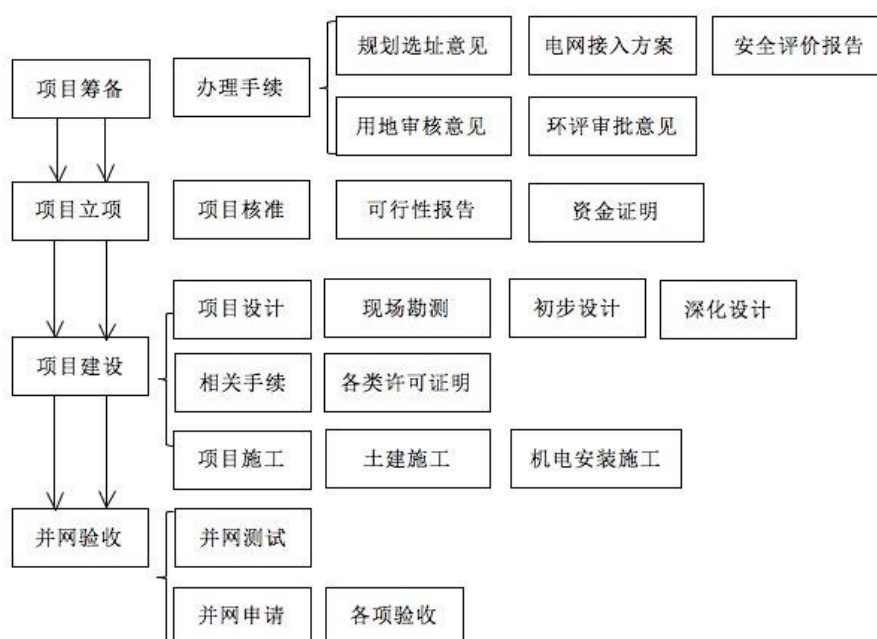 规划选址意见 电网接入方案 安全评价报告
项目筹备 办理手续
用地审核意见 环评审批意见
项目立项 项目核准 可行性报告 资金证明
项目设计 现场勘测 初步设计 深化设计
项目建设 相关手续 各类许可证明
项目施工 土建施工 机电安装施工
并网验收 并网测试
并网申请 各项验收